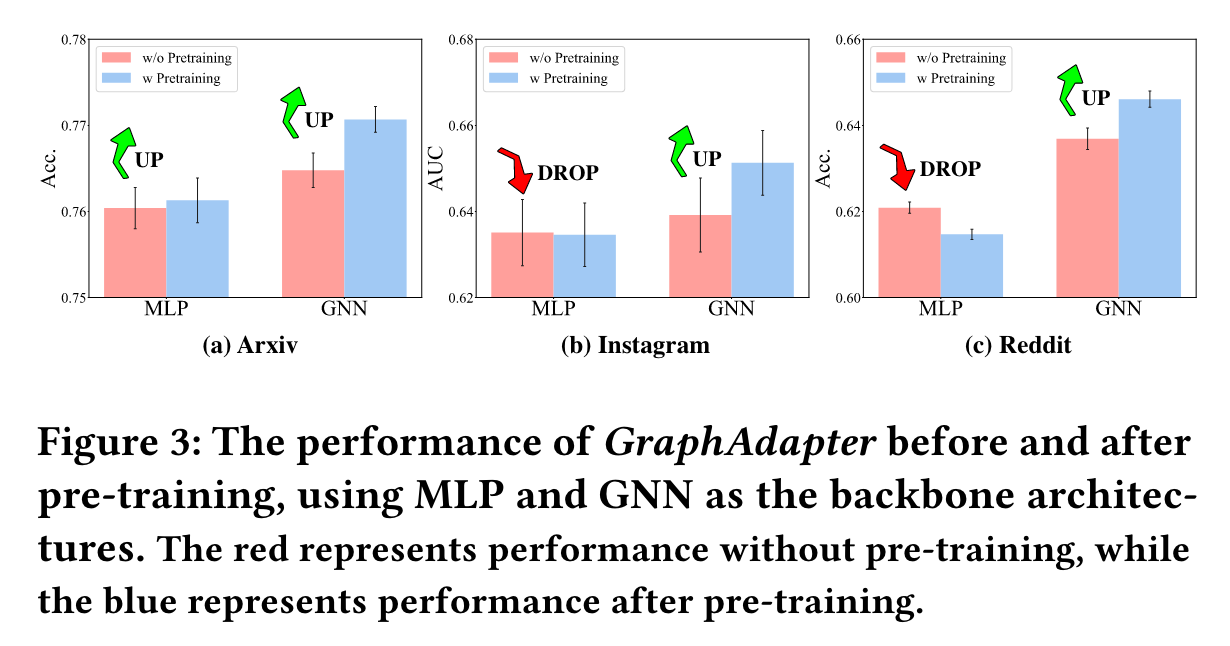 0.78
0.77
0.76
0.75
Acc.
w/o Pretraining
w Pretraining
UP
UP
MLP
GNN
(a) Arxiv
0.68
0.66
0.64
0.62
AUC
w/o Pretraining
w Pretraining
DROP
UP
MLP
GNN
(b) Instagram
0.66
0.64
0.62
0.60
Acc.
w/o Pretraining
w Pretraining
DROP
UP
MLP
GNN
(c) Reddit
Figure 3: The performance of GraphAdapter before and after
pre-training, using MLP and GNN as the backbone architec-
tures. The red represents performance without pre-training, while
the blue represents performance after pre-training.